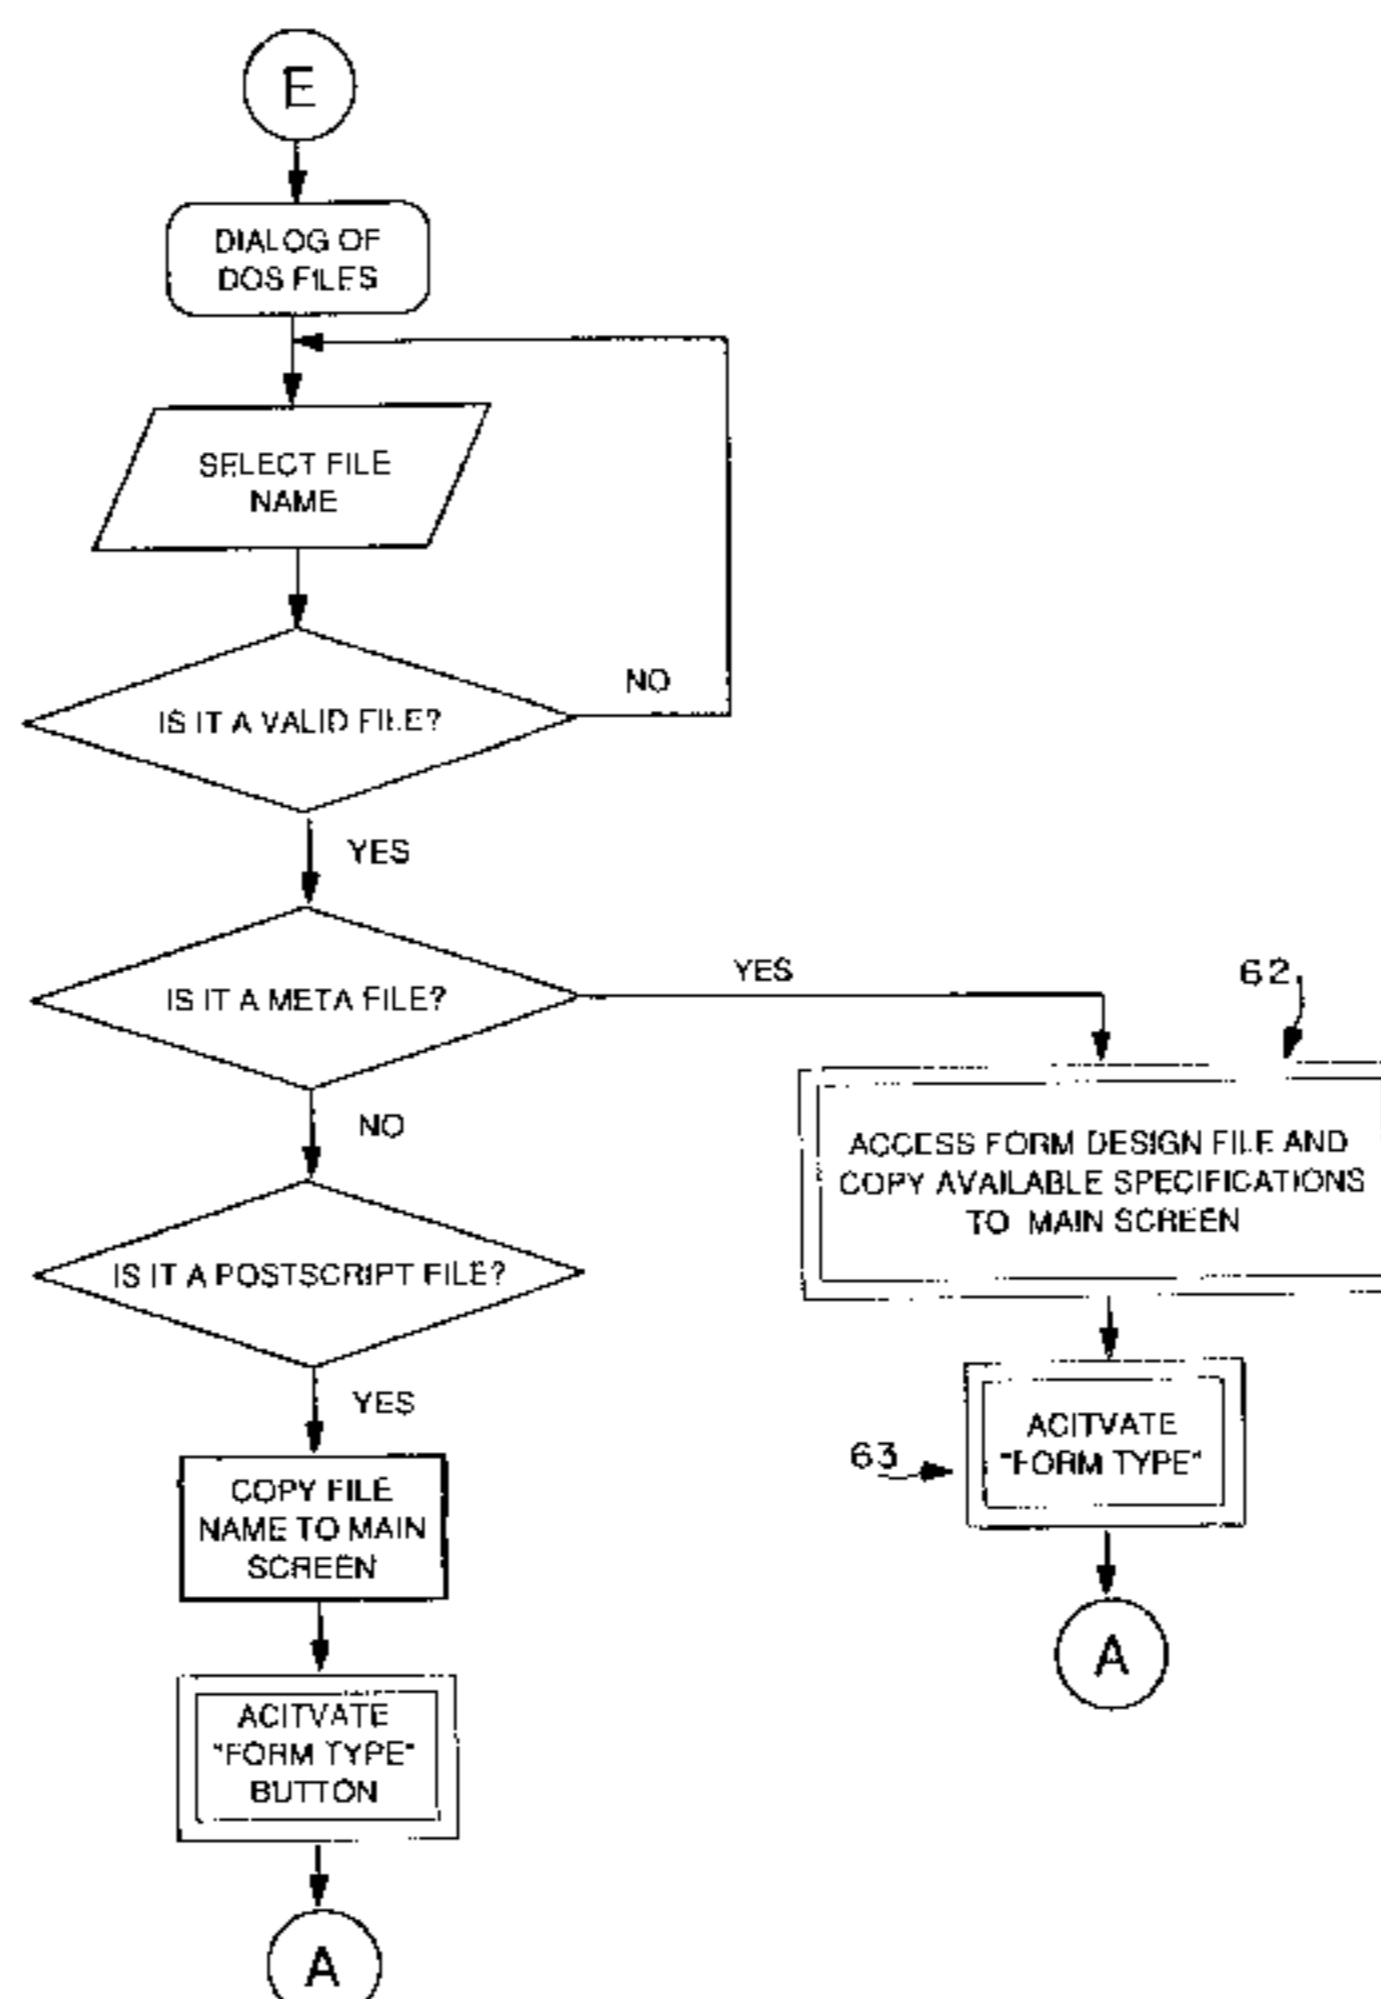 E
DIALOG OF
DOS FILES
SELECT FILE
NAME
IS IT A VALID FILE?
NO
YES
IS IT A META FILE?
YES
NO
62
ACCESS FORM DESIGN FILE AND
COPY AVAILABLE SPECIFICATIONS
TO MAIN SCREEN
IS IT A POSTSCRIPT FILE?
YES
63
ACITVATE
"FORM TYPE"
A
COPY FILE
NAME TO MAIN
SCREEN
ACITVATE
"FORM TYPE"
BUTTON
A